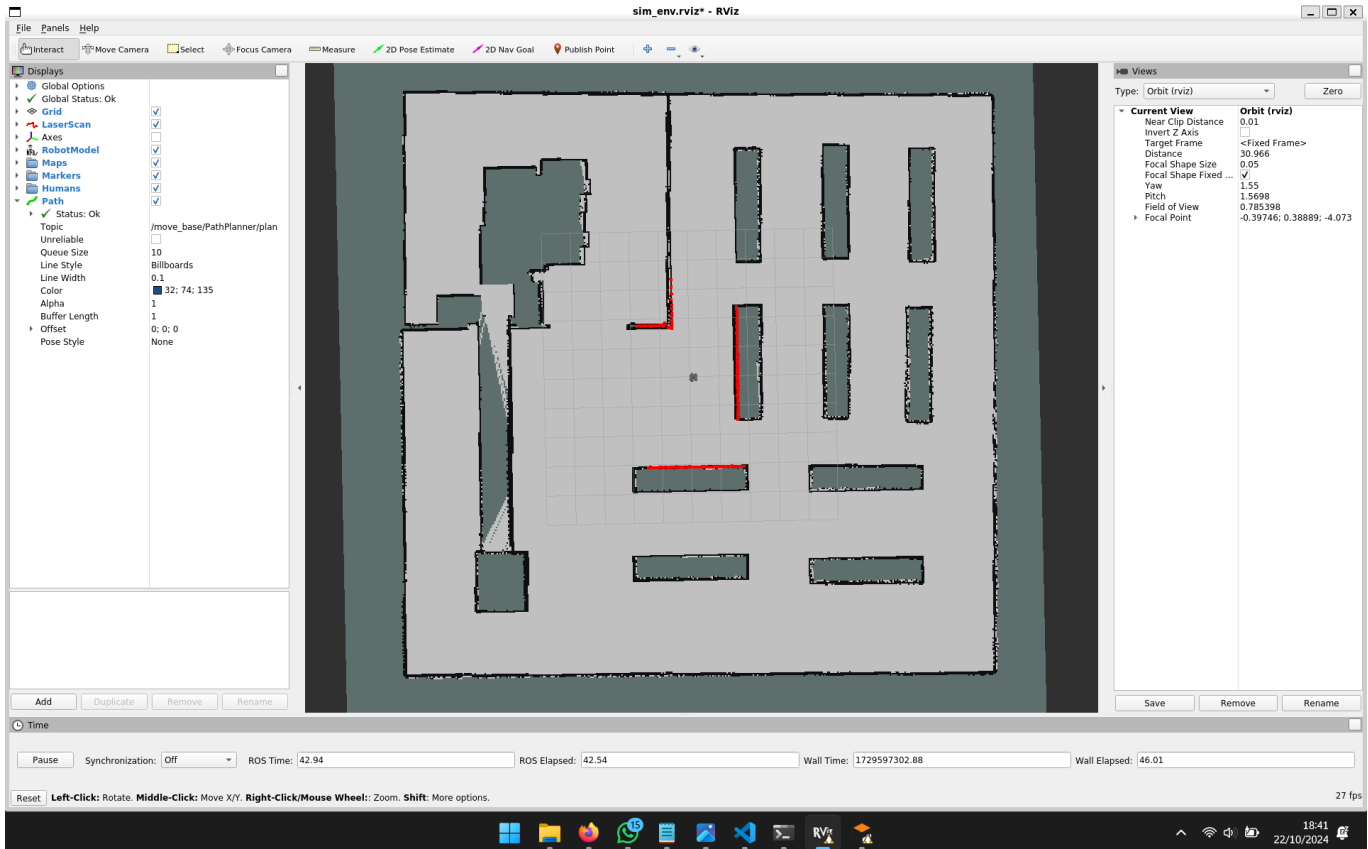 sim_env.rviz* - RViz
File Panels Help
Interact Move Camera Select Focus Camera Measure 2D Pose Estimate 2D Nav Goal Publish Point
Displays
Global Options
Global Status: Ok
Grid
LaserScan
Axes
RobotModel
Maps
Markers
Humans
Path
Status: Ok
Topic /move_base/PathPlanner/plan
Unreliable
Queue Size 10
Line Style Billboards
Line Width 0.1
Color 32; 74; 135
Alpha 1
Buffer Length 1
Offset 0; 0; 0
Pose Style None
Add Duplicate Remove Rename
Views
Type: Orbit (rviz) Zero
Current View Orbit (rviz)
Near Clip Distance 0.01
Invert Z Axis
Target Frame <Fixed Frame>
Distance 30.966
Focal Shape Size 0.05
Focal Shape Fixed ...
Yaw 1.55
Pitch 1.5698
Field of View 0.785398
Focal Point -0.39746; 0.38889; -4.073
Save Remove Rename
Time
Pause Synchronization: Off ROS Time: 42.94 ROS Elapsed: 42.54 Wall Time: 1729597302.88 Wall Elapsed: 46.01
Reset Left-Click: Rotate. Middle-Click: Move X/Y. Right-Click/Mouse Wheel:: Zoom. Shift: More options. 27 fps
15
RViz
18:41
22/10/2024